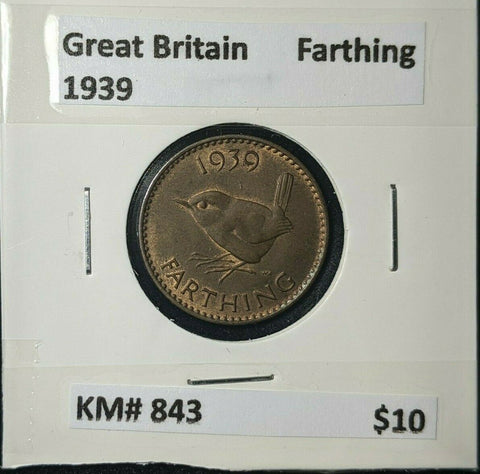 Great Britain Farthing
1939
1939
FARTHING
KM# 843 $10